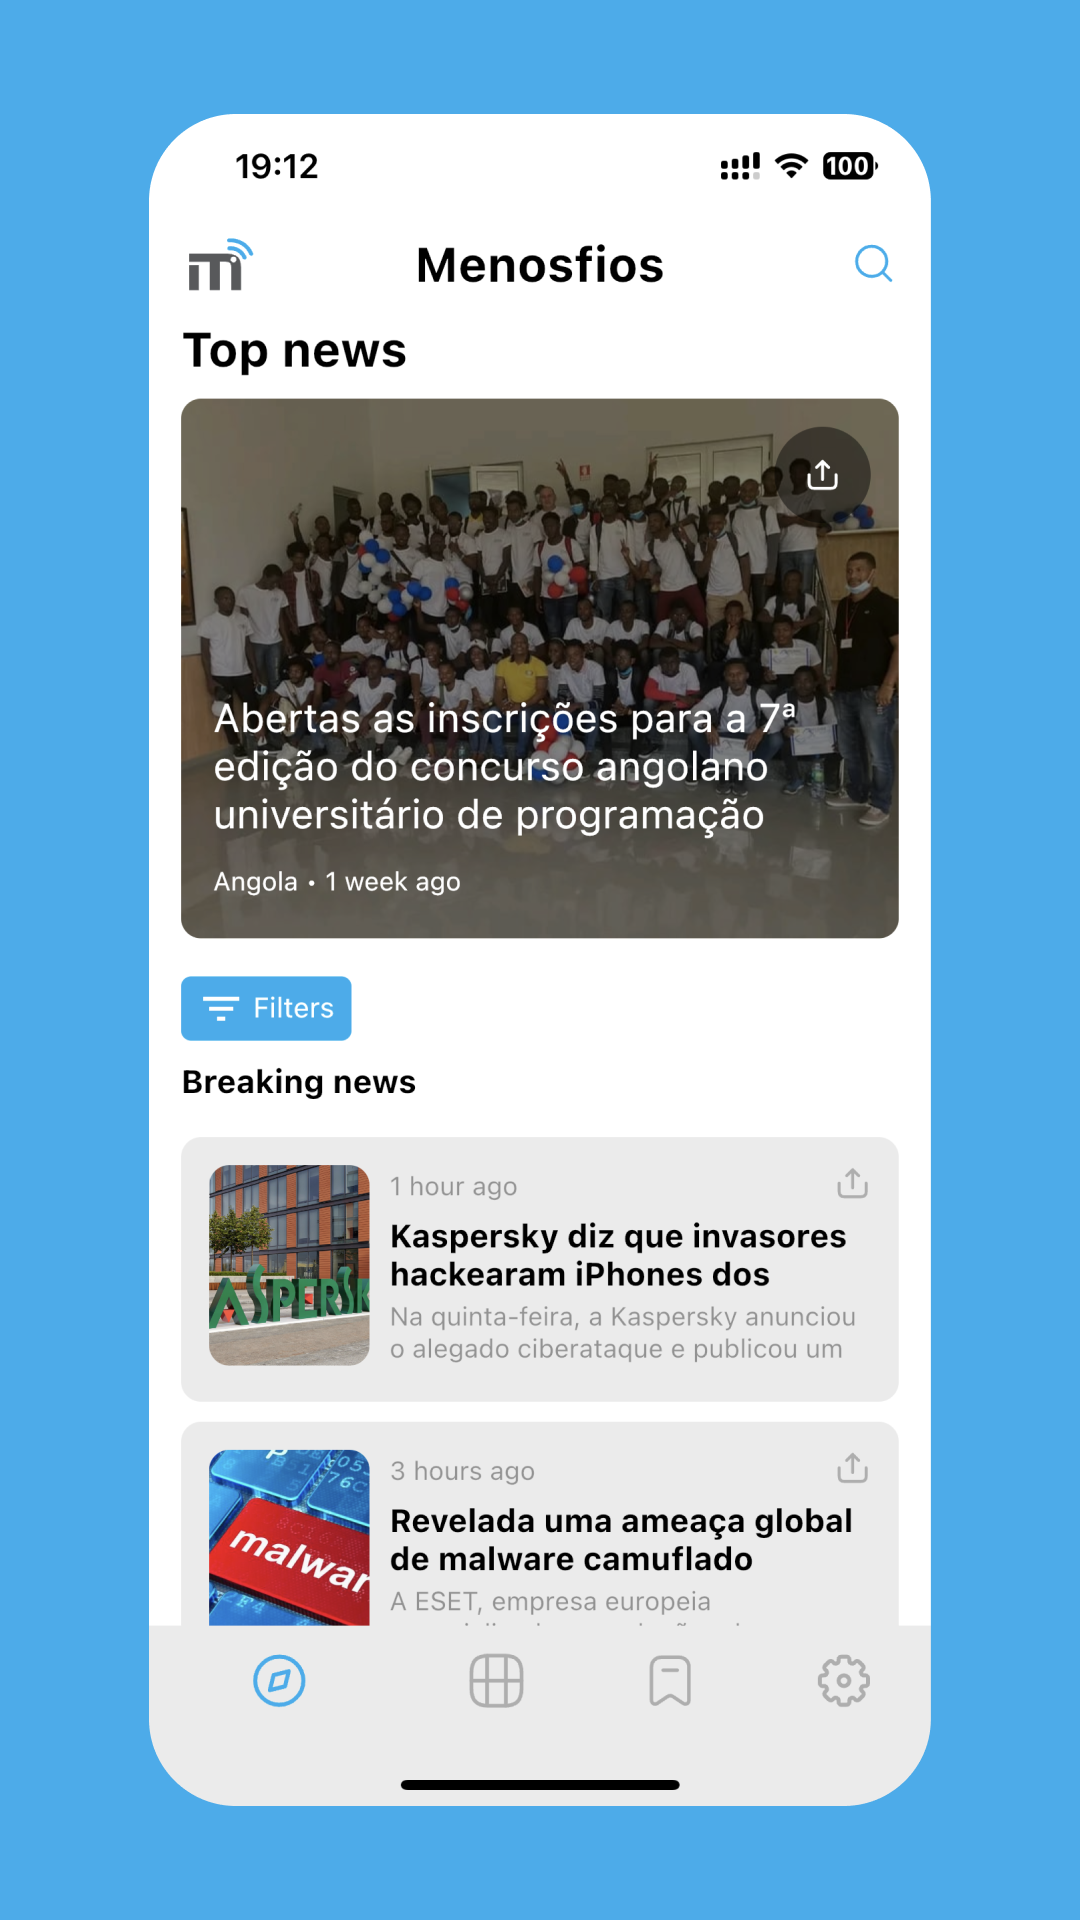 19:12
100
Menosfios
Top news
Abertas as inscrições para a 7ª
edição do concurso angolano
universitário de programação
Angola • 1 week ago
Filters
Breaking news
1 hour ago
Kaspersky diz que invasores
hackearam iPhones dos
Na quinta-feira, a Kaspersky anunciou
o alegado ciberataque e publicou um
ASPERSK
3 hours ago
Revelada uma ameaça global
de malware camuflado
A ESET, empresa europeia
malwar